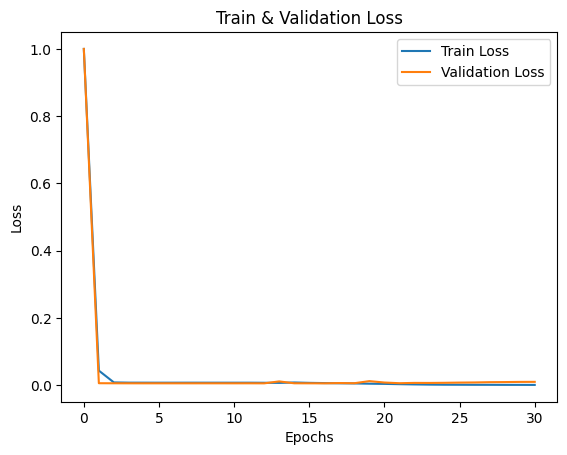 Train & Validation Loss
Train Loss
Validation Loss
1.0
0.8
0.6
0.4
0.2
0.0
Loss
0 5 10 15 20 25 30
Epochs